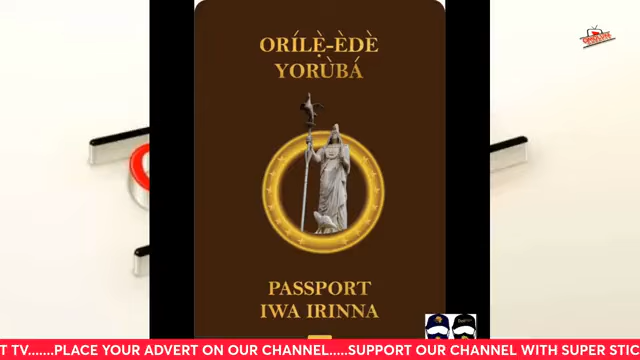 ORÍLẸ̀-ÈDÈ
YORÙBÁ
PASSPORT
IWA IRINNA
T TV.......PLACE YOUR ADVERT ON OUR CHANNEL.....SUPPORT OUR CHANNEL WITH SUPER STIC